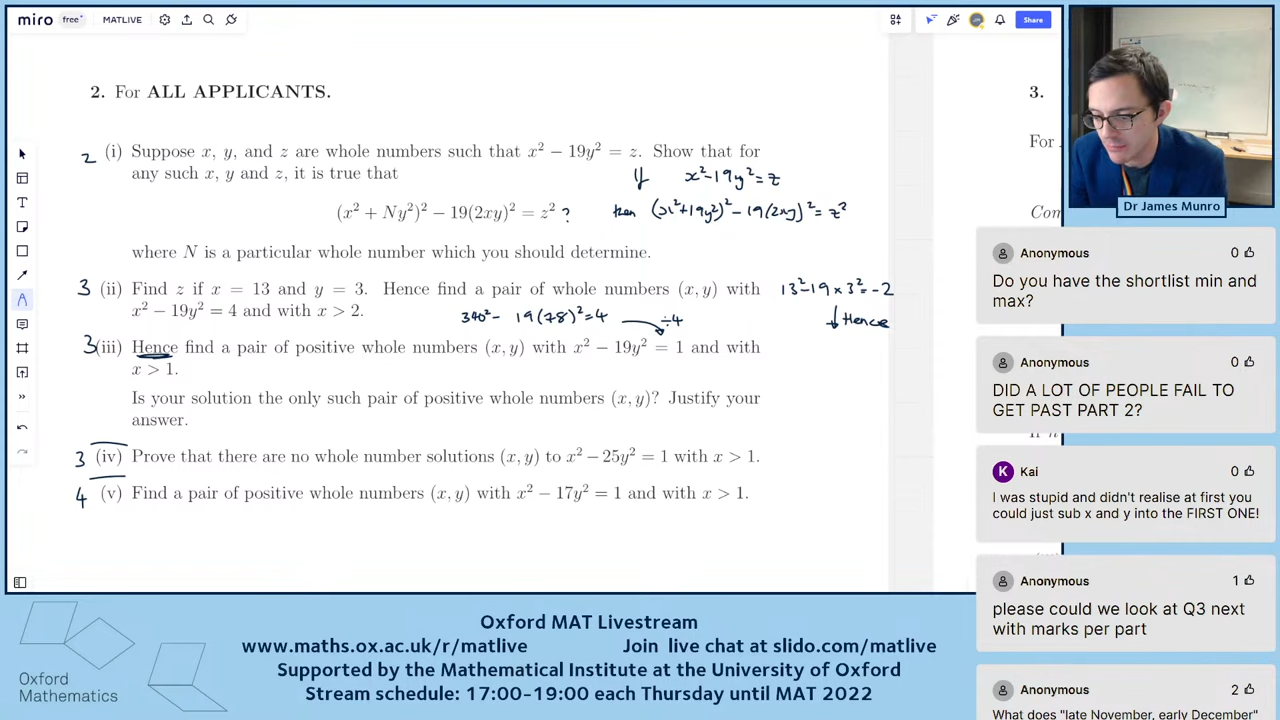 miro free MATLIVE Share
2. For ALL APPLICANTS.
2 (i) Suppose x, y, and z are whole numbers such that x² − 19y² = z. Show that for
any such x, y and z, it is true that
If x²-19y²=z
(x² + Ny²)² − 19(2xy)² = z² ?
then (x²+19y²)² - 19(2xy)² = z²
where N is a particular whole number which you should determine.
3 (ii) Find z if x = 13 and y = 3. Hence find a pair of whole numbers (x, y) with
13²-19×3²=-2
x² − 19y² = 4 and with x > 2.
340² - 19(78)²=4
÷4
↓Hence
3 (iii) Hence find a pair of positive whole numbers (x, y) with x² − 19y² = 1 and with
x > 1.
Is your solution the only such pair of positive whole numbers (x, y)? Justify your
answer.
3 (iv) Prove that there are no whole number solutions (x, y) to x² − 25y² = 1 with x > 1.
4 (v) Find a pair of positive whole numbers (x, y) with x² − 17y² = 1 and with x > 1.
3.
For
Com
Dr James Munro
Anonymous 0
Do you have the shortlist min and
max?
Anonymous 0
DID A LOT OF PEOPLE FAIL TO
GET PAST PART 2?
K Kai 0
I was stupid and didn't realise at first you
could just sub x and y into the FIRST ONE!
Anonymous 1
please could we look at Q3 next
with marks per part
Anonymous 2
What does "late November, early December"
Oxford
Mathematics
Oxford MAT Livestream
www.maths.ox.ac.uk/r/matlive Join live chat at slido.com/matlive
Supported by the Mathematical Institute at the University of Oxford
Stream schedule: 17:00-19:00 each Thursday until MAT 2022